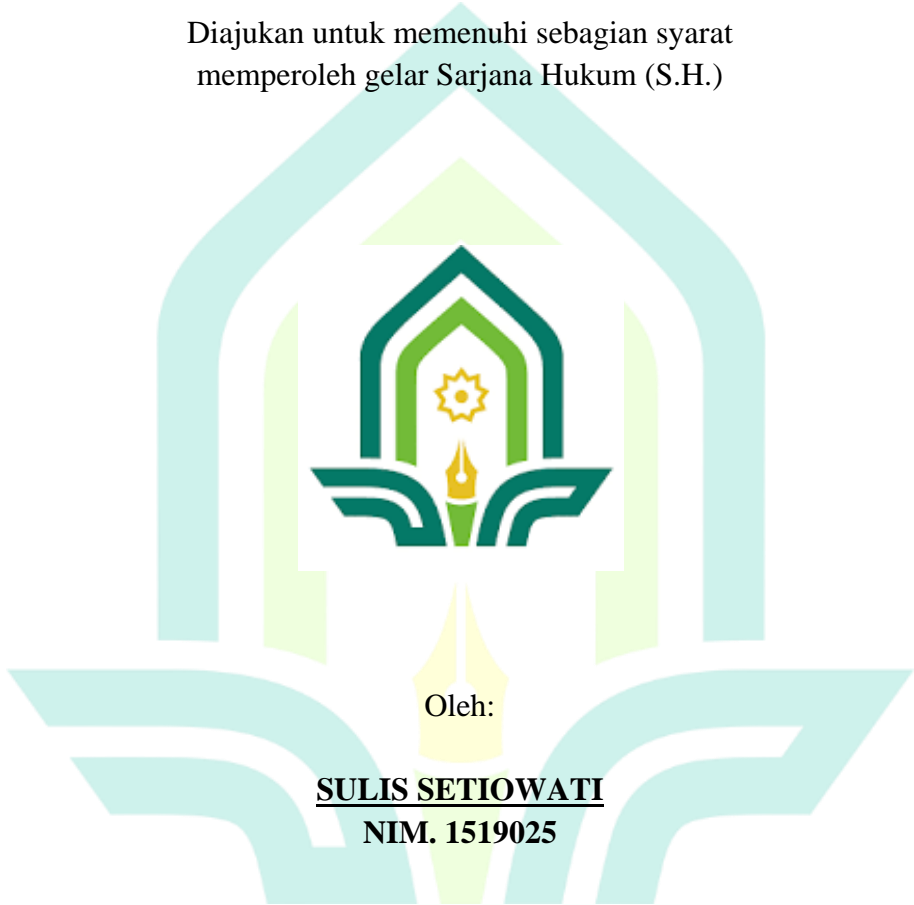 Diajukan untuk memenuhi sebagian syarat
memperoleh gelar Sarjana Hukum (S.H.)
Oleh:
SULIS SETIOWATI
NIM. 1519025